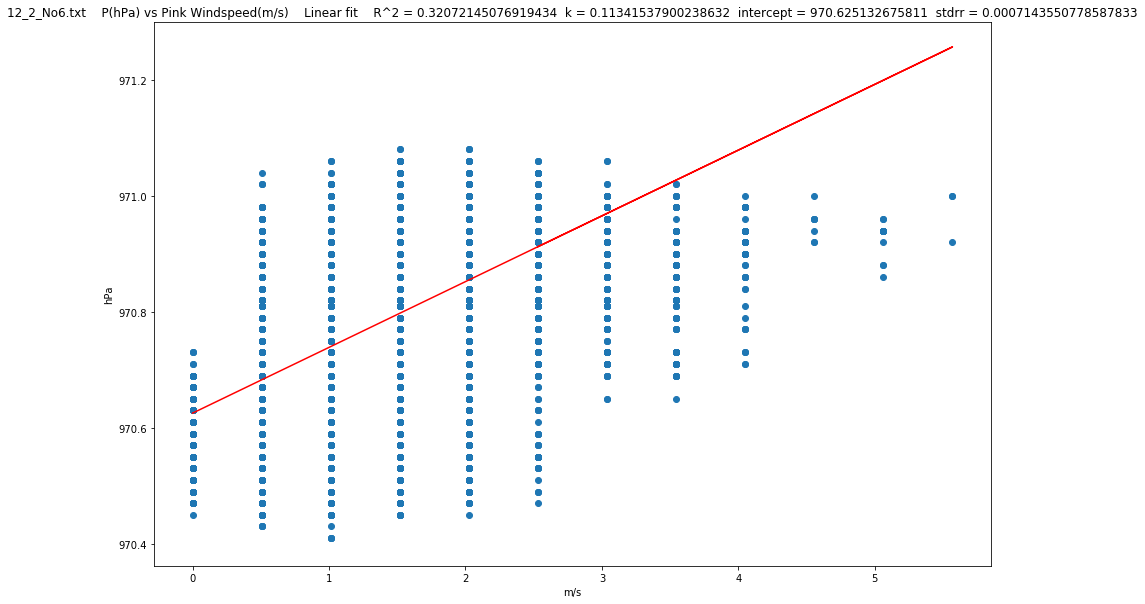 12_2_No6.txt    P(hPa) vs Pink Windspeed(m/s)    Linear fit    R^2 = 0.32072145076919434  k = 0.11341537900238632  intercept = 970.625132675811  stdrr = 0.0007143550778587833
971.2
971.0
970.8
hPa
970.6
970.4
0 1 2 3 4 5
m/s